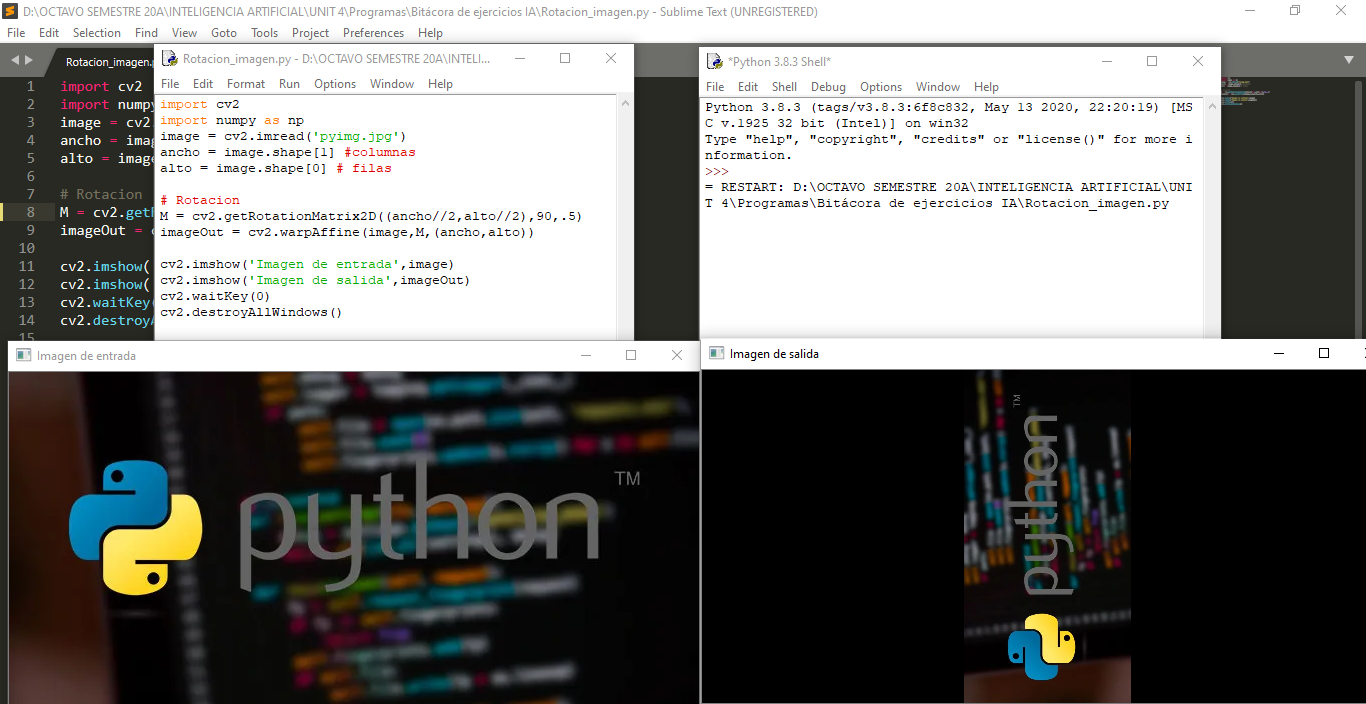 D:\OCTAVO SEMESTRE 20A\INTELIGENCIA ARTIFICIAL\UNIT 4\Programas\Bitácora de ejercicios IA\Rotacion_imagen.py - Sublime Text (UNREGISTERED)
File Edit Selection Find View Goto Tools Project Preferences Help
Rotacion_imagen.
1 import cv2
2 import numpy
3 image = cv2
4 ancho = imag
5 alto = image
6
7 # Rotacion
8 M = cv2.getR
9 imageOut = c
10
11 cv2.imshow(
12 cv2.imshow(
13 cv2.waitKey(
14 cv2.destroyA
15
Rotacion_imagen.py - D:\OCTAVO SEMESTRE 20A\INTELI...
File Edit Format Run Options Window Help
import cv2
import numpy as np
image = cv2.imread('pyimg.jpg')
ancho = image.shape[1] #columnas
alto = image.shape[0] # filas
# Rotacion
M = cv2.getRotationMatrix2D((ancho//2,alto//2),90,.5)
imageOut = cv2.warpAffine(image,M,(ancho,alto))
cv2.imshow('Imagen de entrada',image)
cv2.imshow('Imagen de salida',imageOut)
cv2.waitKey(0)
cv2.destroyAllWindows()
*Python 3.8.3 Shell*
File Edit Shell Debug Options Window Help
Python 3.8.3 (tags/v3.8.3:6f8c832, May 13 2020, 22:20:19) [MS
C v.1925 32 bit (Intel)] on win32
Type "help", "copyright", "credits" or "license()" for more i
nformation.
>>>
= RESTART: D:\OCTAVO SEMESTRE 20A\INTELIGENCIA ARTIFICIAL\UNI
T 4\Programas\Bitácora de ejercicios IA\Rotacion_imagen.py
Imagen de entrada
python TM
Imagen de salida
python TM